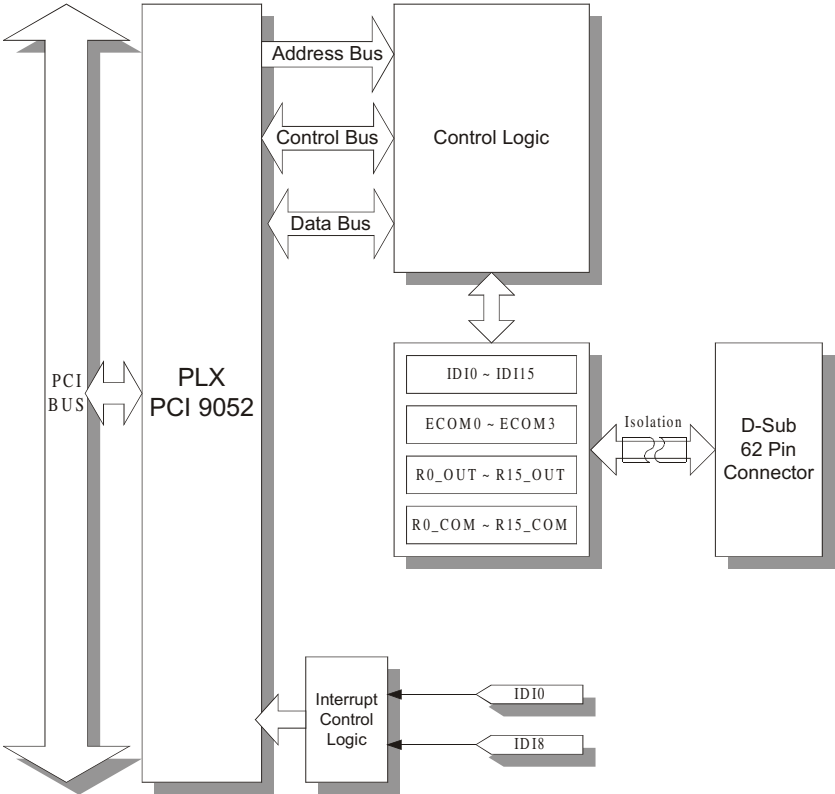 Address Bus
Control Bus
Data Bus
Control Logic
PCI
BUS
PLX
PCI 9052
IDI0 ~ IDI15
ECOM0 ~ ECOM3
R0_OUT ~ R15_OUT
R0_COM ~ R15_COM
Isolation
D-Sub
62 Pin
Connector
Interrupt
Control
Logic
IDI0
IDI8